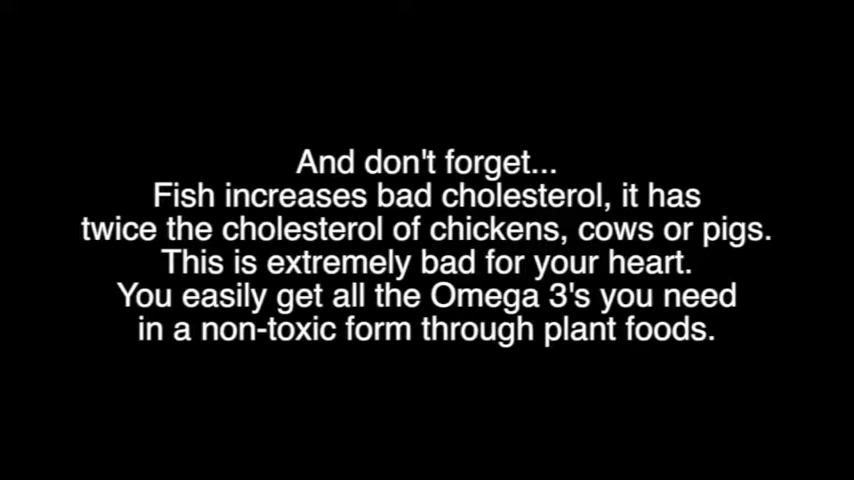 And don't forget...
Fish increases bad cholesterol, it has
twice the cholesterol of chickens, cows or pigs.
This is extremely bad for your heart.
You easily get all the Omega 3's you need
in a non-toxic form through plant foods.